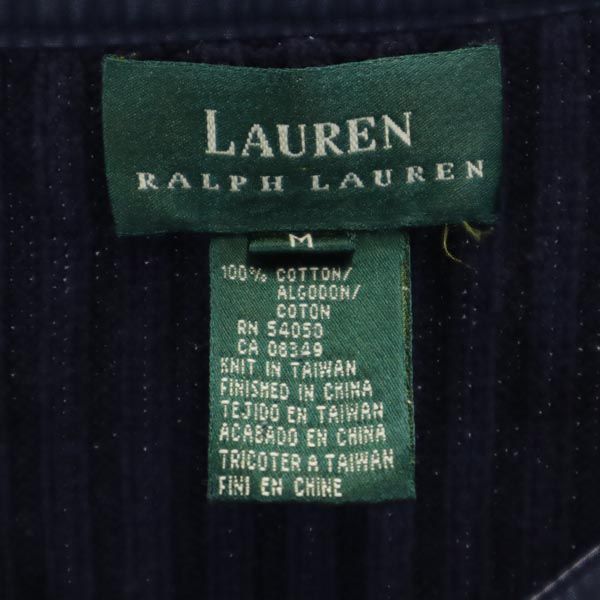 LAUREN
RALPH LAUREN
M
100% COTTON/
ALGODON/
COTON
RN 54050
CA 08349
KNIT IN TAIWAN
FINISHED IN CHINA
TEJIDO EN TAIWAN
ACABADO EN CHINA
TRICOTER A TAIWAN
FINI EN CHINE